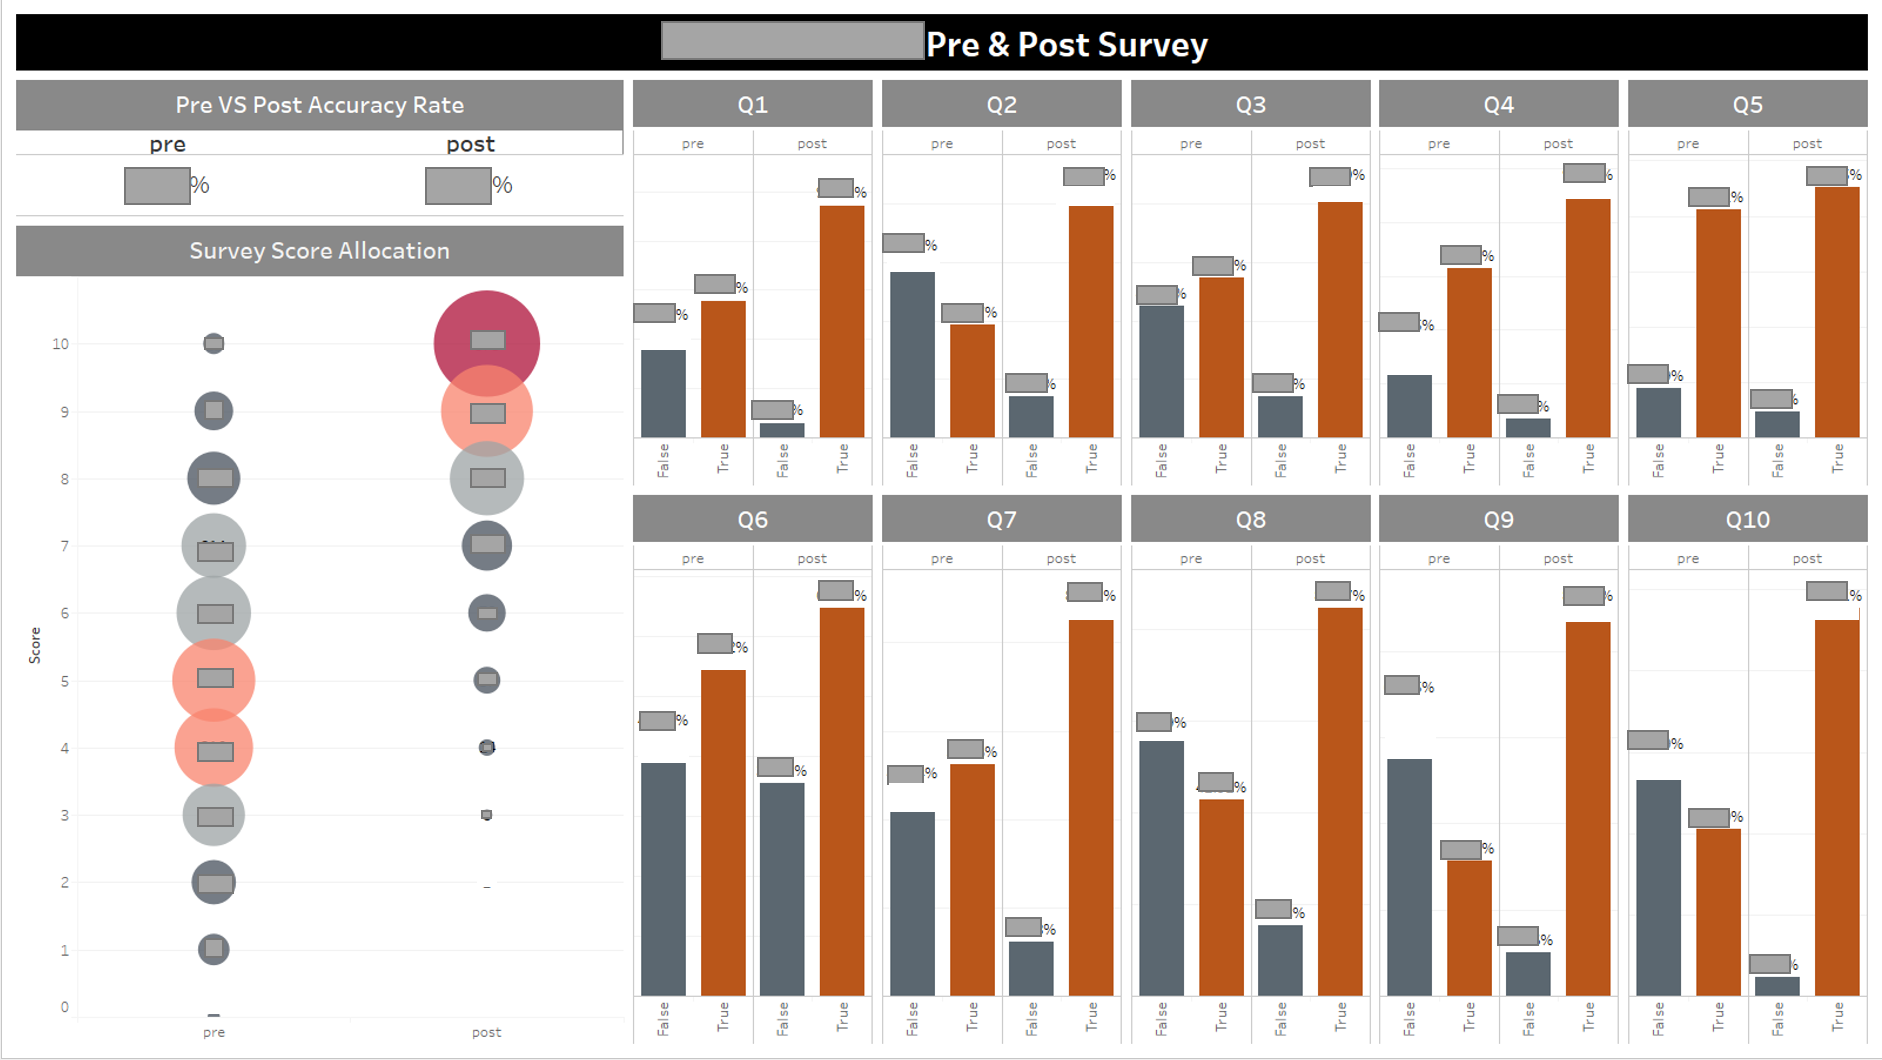 Pre & Post Survey
Pre VS Post Accuracy Rate
pre post
% %
Survey Score Allocation
Score
10
9
8
7
6
5
4
3
2
1
0
pre post
Q1 Q2 Q3 Q4 Q5
pre post pre post pre post pre post pre post
% % % %
% % % %
% % % %
% % % %
% % % %
False True False True False True False True False True False True False True False True False True False True
Q6 Q7 Q8 Q9 Q10
pre post pre post pre post pre post pre post
% % % %
% % % %
% % % %
% % % %
% % % %
False True False True False True False True False True False True False True False True False True False True